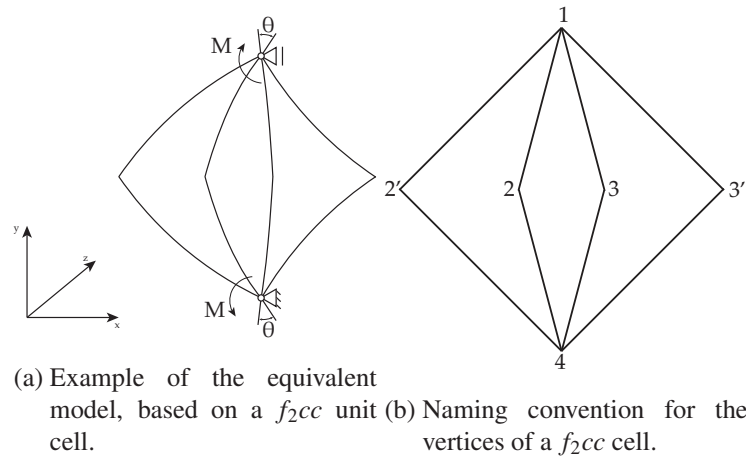 θ
M
M
θ
y
z
x
1
2'
2
3
3'
4
(a) Example of the equivalent
model, based on a f₂cc unit
cell.
(b) Naming convention for the
vertices of a f₂cc cell.